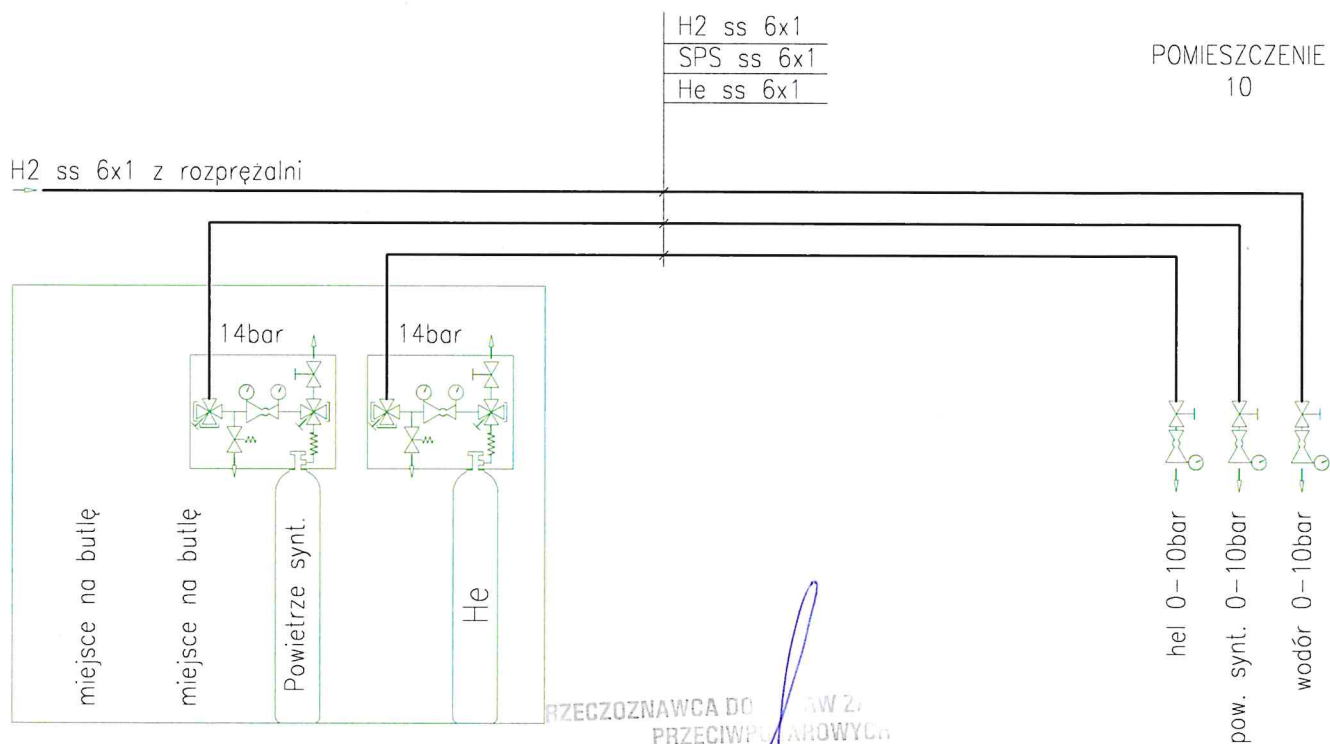 H2 ss 6x1
SPS ss 6x1
He ss 6x1
POMIESZCZENIE
10
H2 ss 6x1 z rozprężalni
14bar
14bar
miejsce na butlę
miejsce na butlę
Powietrze synt.
He
hel 0-10bar
pow. synt. 0-10bar
wodór 0-10bar
RZECZOZNAWCA DO